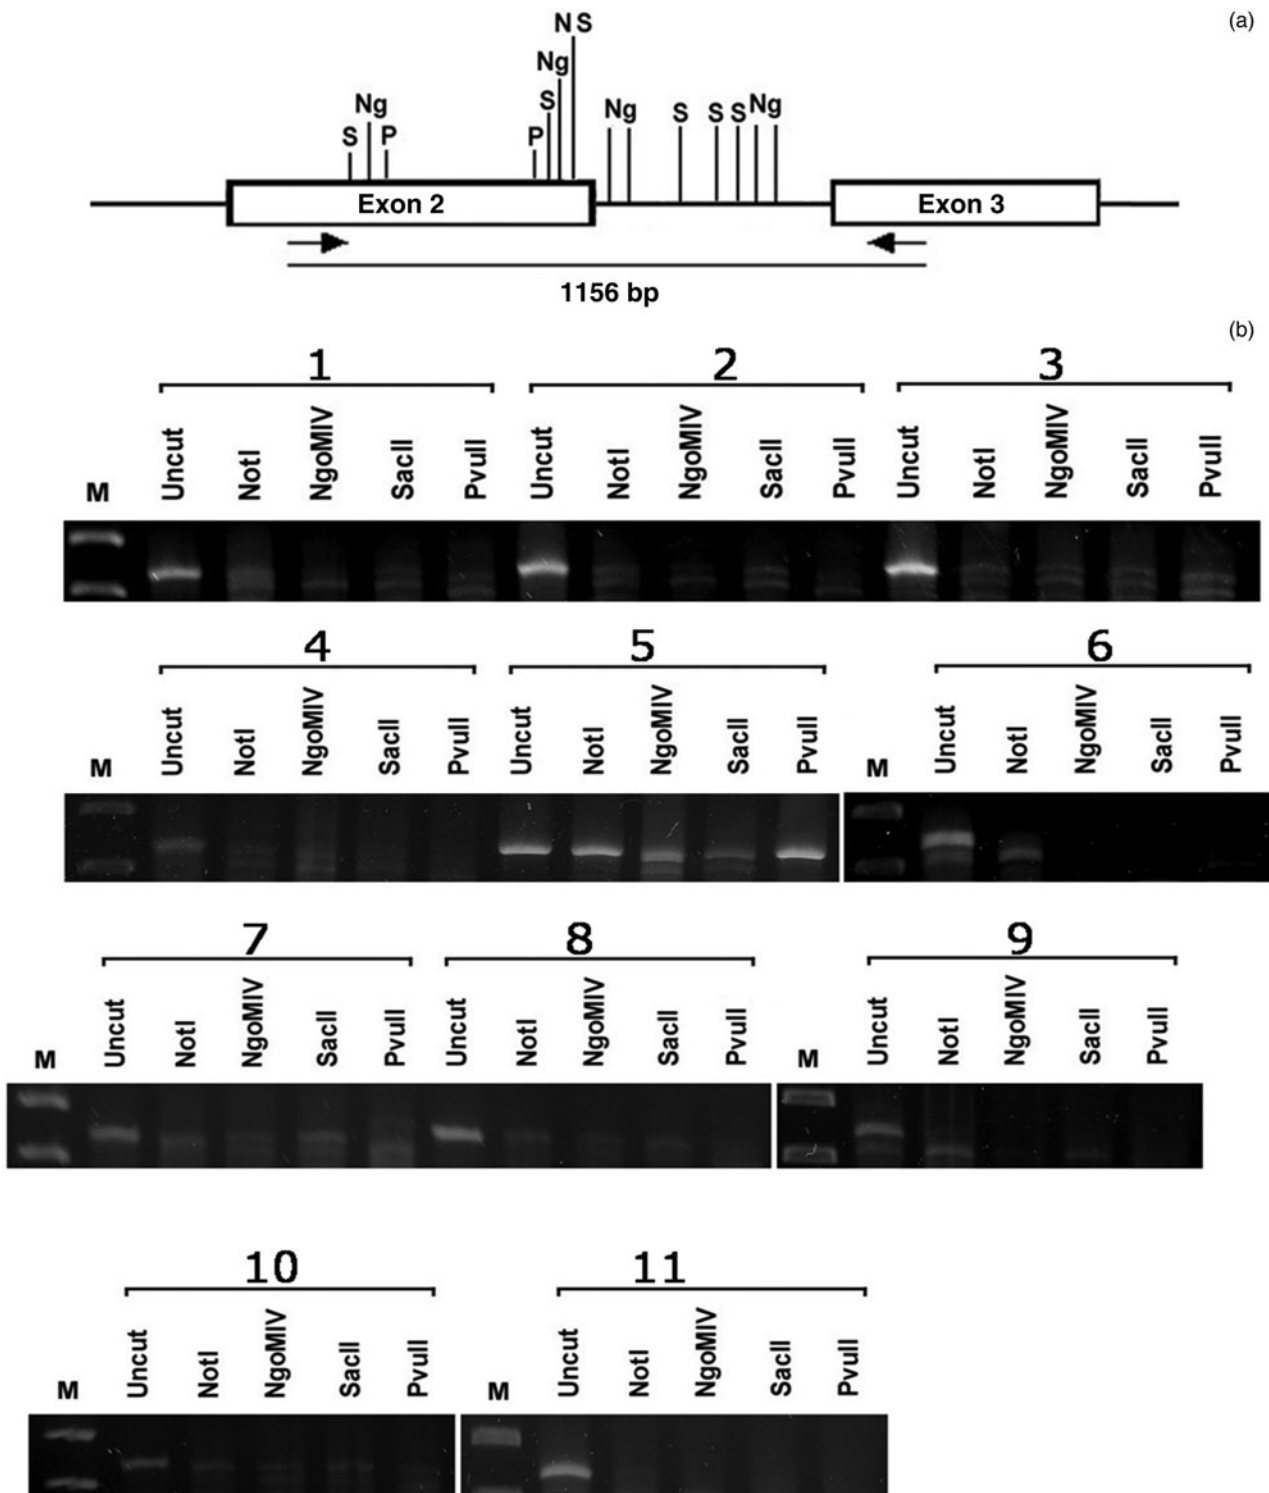 (a)
N S
Ng
Ng S Ng S S S Ng
S P P
Exon 2 Exon 3
1156 bp
(b)
1 2 3
M Uncut NotI NgoMIV SacII PvuII Uncut NotI NgoMIV SacII PvuII Uncut NotI NgoMIV SacII PvuII
4 5 6
M Uncut NotI NgoMIV SacII PvuII Uncut NotI NgoMIV SacII PvuII M Uncut NotI NgoMIV SacII PvuII
7 8 9
M Uncut NotI NgoMIV SacII PvuII Uncut NotI NgoMIV SacII PvuII M Uncut NotI NgoMIV SacII PvuII
10 11
M Uncut NotI NgoMIV SacII PvuII M Uncut NotI NgoMIV SacII PvuII